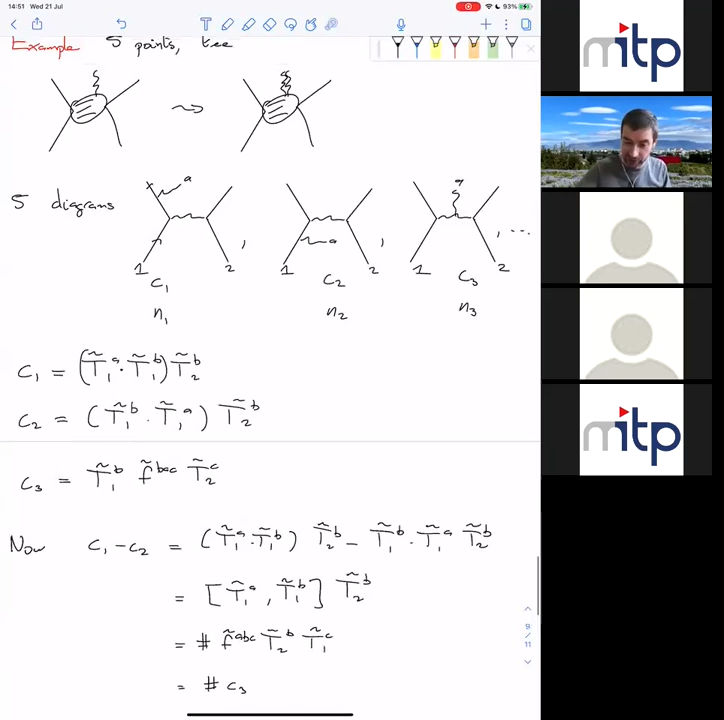 14:51 Wed 21 Jul
93%
Example 5 points, tree
5 diagrams
a a a
, , , ...
1 2 1 2 1 2
c₁ c₂ c₃
n₁ n₂ n₃
c₁ = (T̃₁ᵃ · T̃₁ᵇ) T̃₂ᵇ
c₂ = (T̃₁ᵇ · T̃₁ᵃ) T̃₂ᵇ
c₃ = T̃₁ᵇ f̃ᵇᵃᶜ T̃₂ᶜ
Now c₁ - c₂ = (T̃₁ᵃ · T̃₁ᵇ) T̃₂ᵇ - T̃₁ᵇ · T̃₁ᵃ T̃₂ᵇ
= [T̃₁ᵃ, T̃₁ᵇ] T̃₂ᵇ
= # f̃ᵃᵇᶜ T̃₂ᵇ T̃₁ᶜ
= # c₃
9 / 11
mitp
mitp